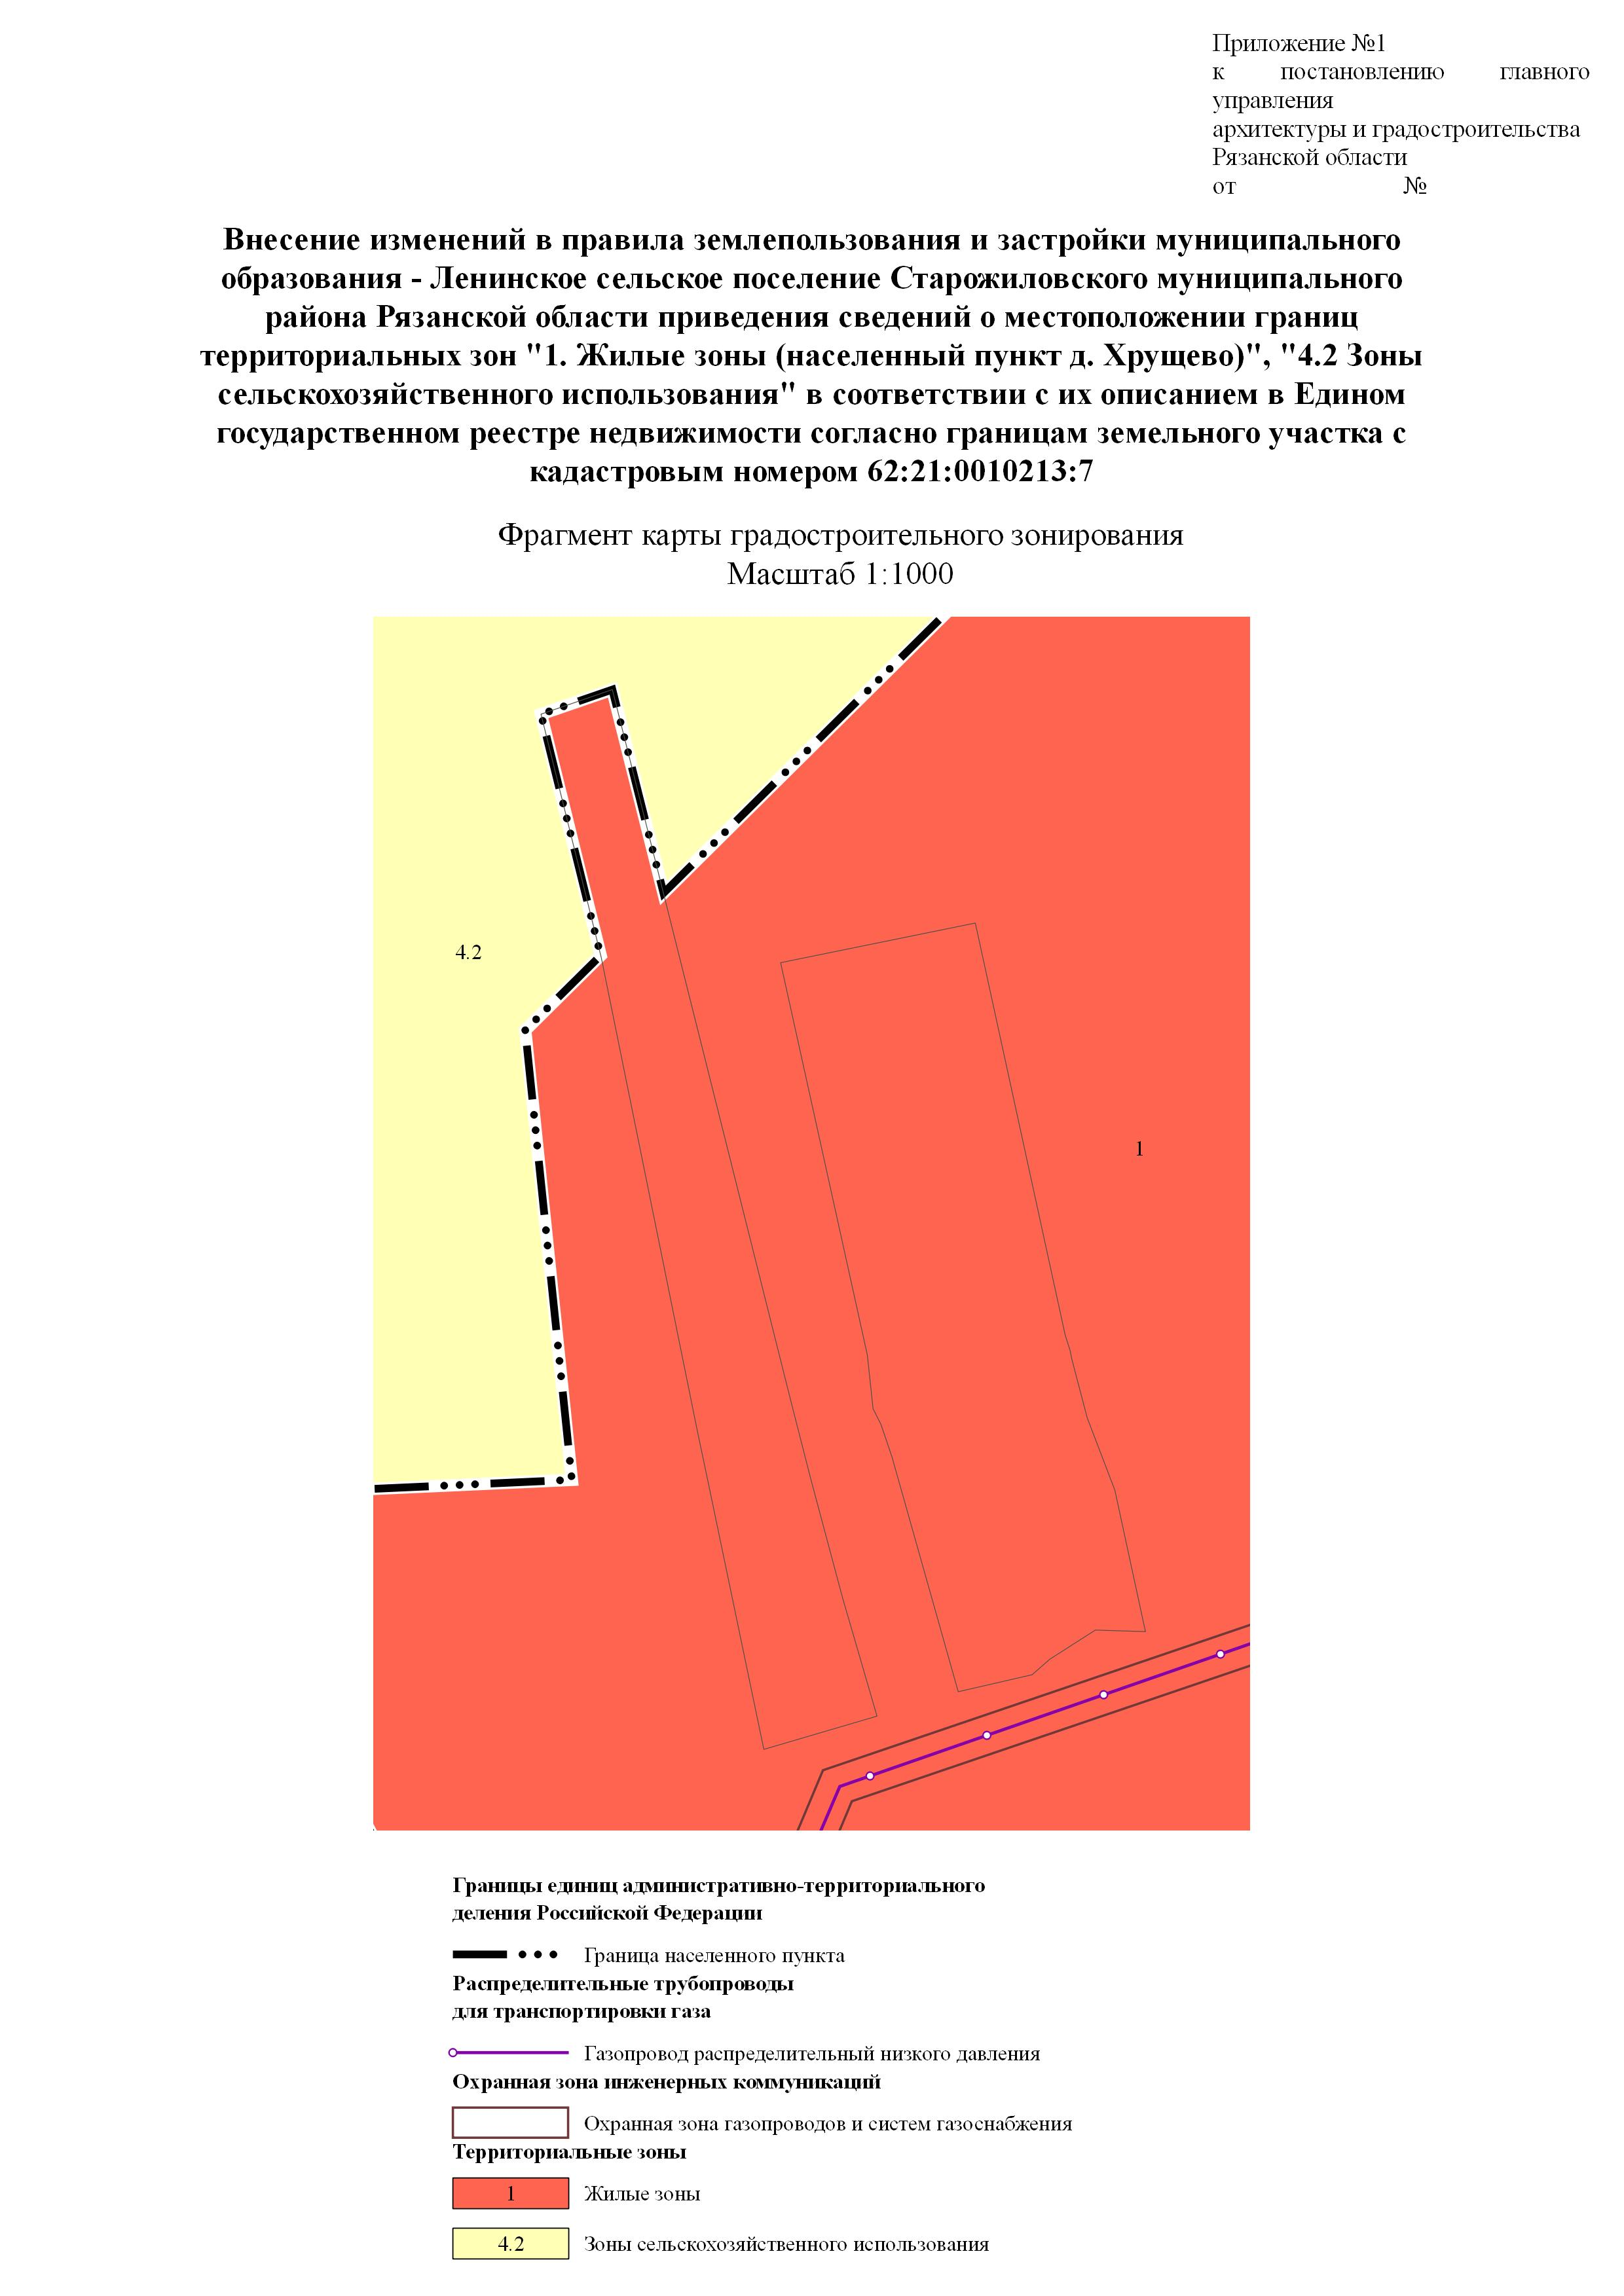 Приложение №1
к постановлению главного
управления
архитектуры и градостроительства
Рязанской области
от №
Внесение изменений в правила землепользования и застройки муниципального
образования - Ленинское сельское поселение Старожиловского муниципального
района Рязанской области приведения сведений о местоположении границ
территориальных зон "1. Жилые зоны (населенный пункт д. Хрущево)", "4.2 Зоны
сельскохозяйственного использования" в соответствии с их описанием в Едином
государственном реестре недвижимости согласно границам земельного участка с
кадастровым номером 62:21:0010213:7
Фрагмент карты градостроительного зонирования
Масштаб 1:1000
4.2
1
Границы единиц административно-территориального
деления Российской Федерации
Граница населенного пункта
Распределительные трубопроводы
для транспортировки газа
Газопровод распределительный низкого давления
Охранная зона инженерных коммуникаций
Охранная зона газопроводов и систем газоснабжения
Территориальные зоны
1 Жилые зоны
4.2 Зоны сельскохозяйственного использования